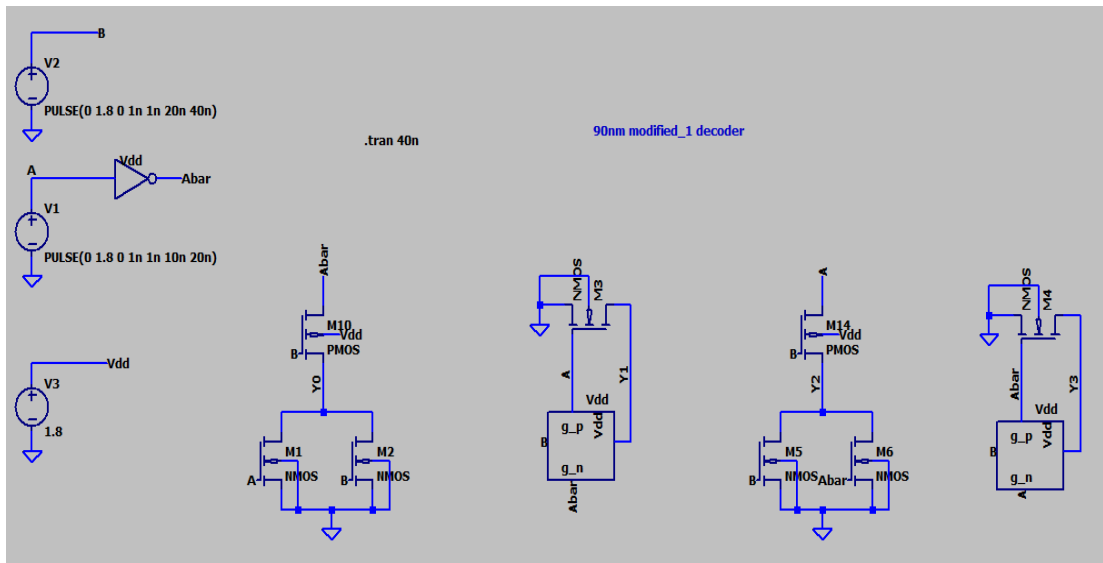 B
V2
PULSE(0 1.8 0 1n 1n 20n 40n)
.tran 40n
90nm modified_1 decoder
A
Vdd
Abar
V1
PULSE(0 1.8 0 1n 1n 10n 20n)
Vdd
V3
1.8
Abar
M10
Vdd
B
PMOS
Y0
M1
NMOS
A
M2
NMOS
B
NMOS
M3
A
Y1
Vdd
g_p
Vdd
B
g_n
Abar
A
M14
Vdd
B
PMOS
Y2
M5
NMOS
B
M6
NMOS
Abar
NMOS
M4
Abar
Y3
Vdd
g_p
Vdd
B
g_n
A